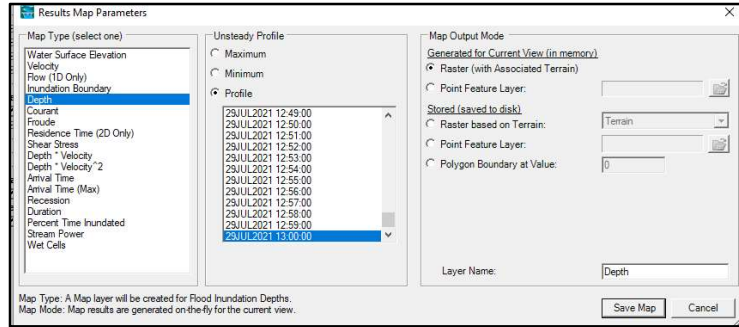 Results Map Parameters
Map Type (select one)
Water Surface Elevation
Velocity
Flow (1D Only)
Inundation Boundary
Depth
Courant
Froude
Residence Time (2D Only)
Shear Stress
Depth * Velocity
Depth * Velocity^2
Arrival Time
Arrival Time (Max)
Recession
Duration
Percent Time Inundated
Stream Power
Wet Cells
Unsteady Profile
Maximum
Minimum
Profile
29JUL2021 12:49:00
29JUL2021 12:50:00
29JUL2021 12:51:00
29JUL2021 12:52:00
29JUL2021 12:53:00
29JUL2021 12:54:00
29JUL2021 12:55:00
29JUL2021 12:56:00
29JUL2021 12:57:00
29JUL2021 12:58:00
29JUL2021 12:59:00
29JUL2021 13:00:00
Map Output Mode
Generated for Current View (in memory)
Raster (with Associated Terrain)
Point Feature Layer:
Stored (saved to disk)
Raster based on Terrain: Terrain
Point Feature Layer:
Polygon Boundary at Value: 0
Layer Name: Depth
Map Type: A Map layer will be created for Flood Inundation Depths.
Map Mode: Map results are generated on-the-fly for the current view.
Save Map Cancel